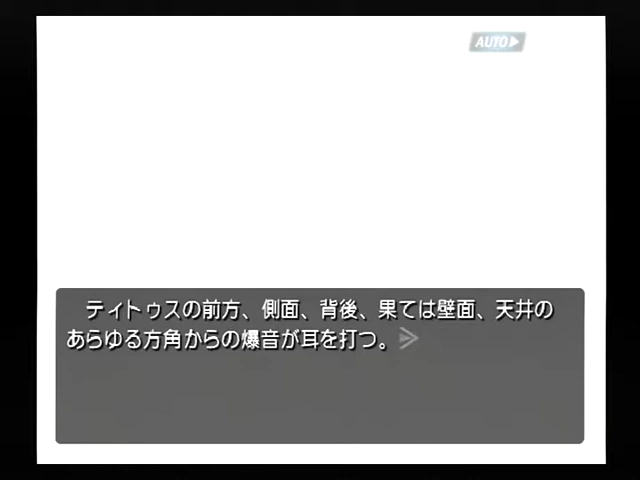 AUTO▶
ティトゥスの前方、側面、背後、果ては壁面、天井の
あらゆる方角からの爆音が耳を打つ。